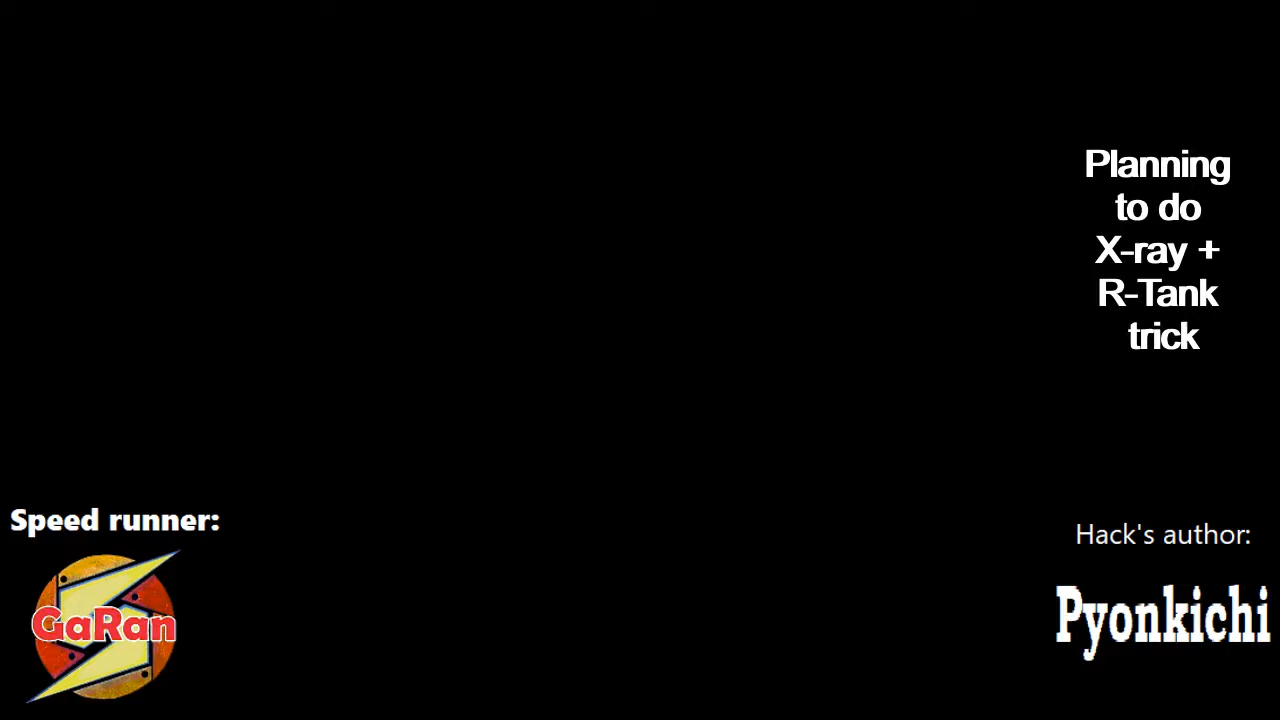 Planning
to do
X-ray +
R-Tank
trick
Speed runner:
GaRan
Hack's author:
Pyonkichi